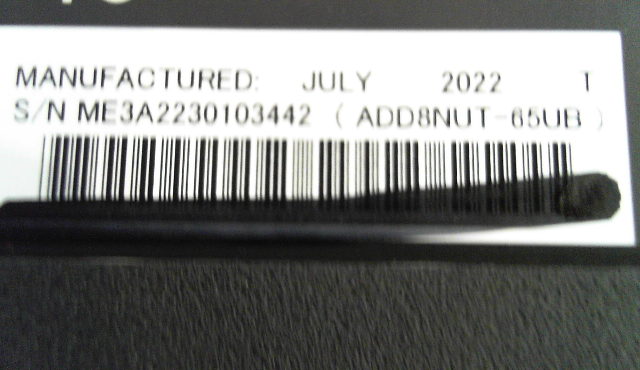 MANUFACTURED: JULY 2022 T
S/N ME3A2230103442 ( ADD8NUT-65UB )